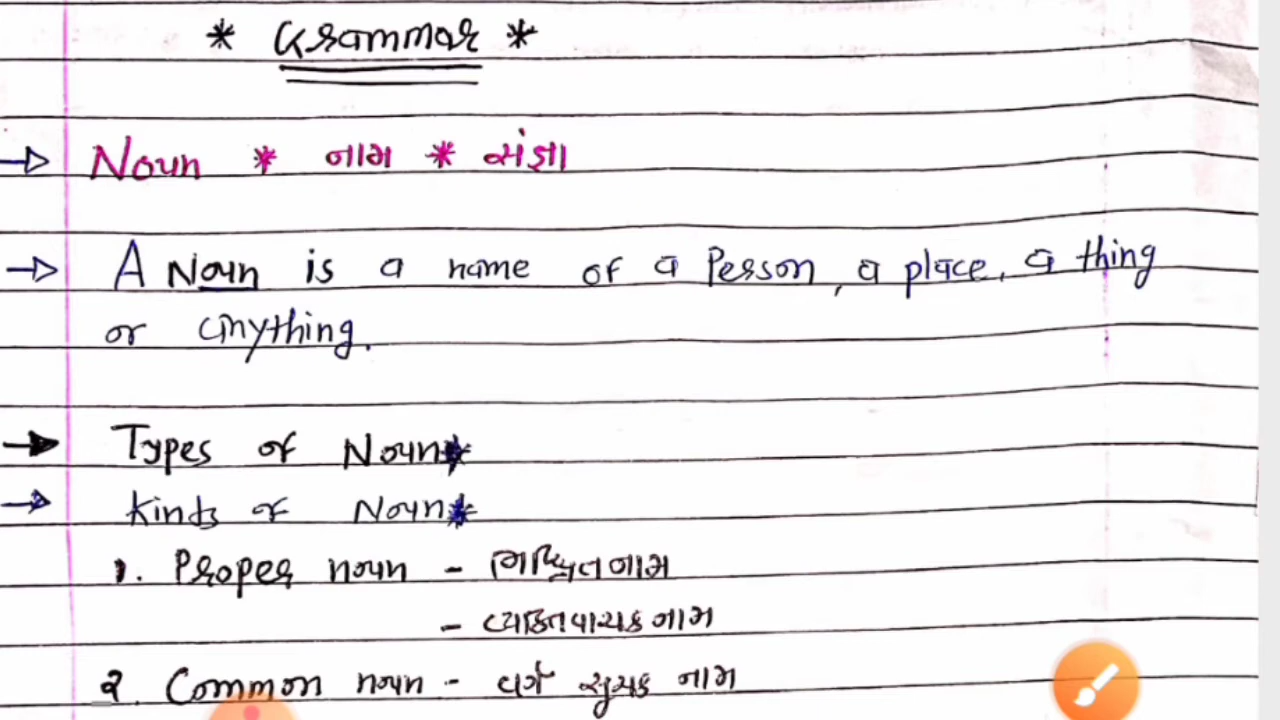 * Grammar *
→ Noun * નામ * સંજ્ઞા
→ A Noun is a name of a Person, a place, a thing
or anything.
→ Types of Noun*
→ Kinds of Noun*
1. Proper noun - નિશ્ચિત નામ
- વ્યક્તિવાચક નામ
2. Common noun - વર્ગ સૂચક નામ